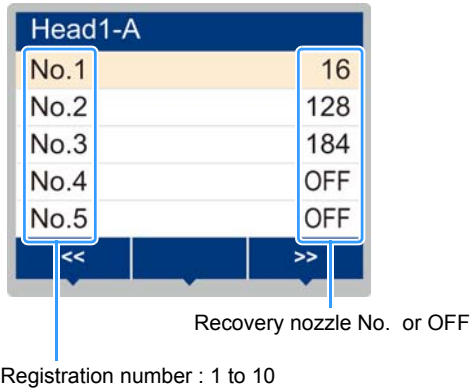 Head1-A
No.1 16
No.2 128
No.3 184
No.4 OFF
No.5 OFF
<< >>
Recovery nozzle No. or OFF
Registration number : 1 to 10